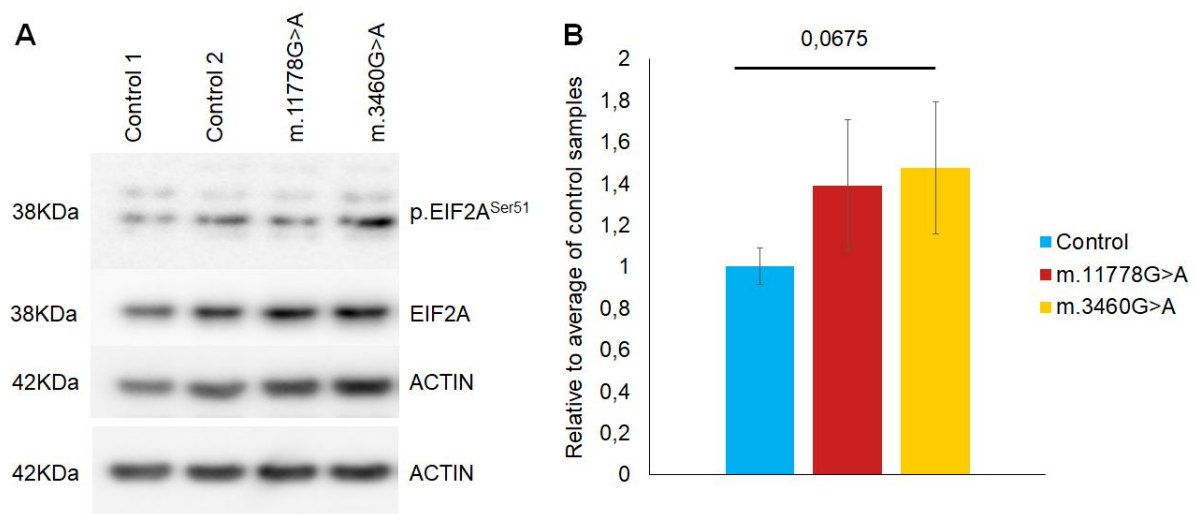 A
Control 1
Control 2
m.11778G>A
m.3460G>A
38KDa
p.EIF2A^Ser51
38KDa
EIF2A
42KDa
ACTIN
42KDa
ACTIN
B
0,0675
Relative to average of control samples
2
1,8
1,6
1,4
1,2
1
0,8
0,6
0,4
0,2
0
Control
m.11778G>A
m.3460G>A